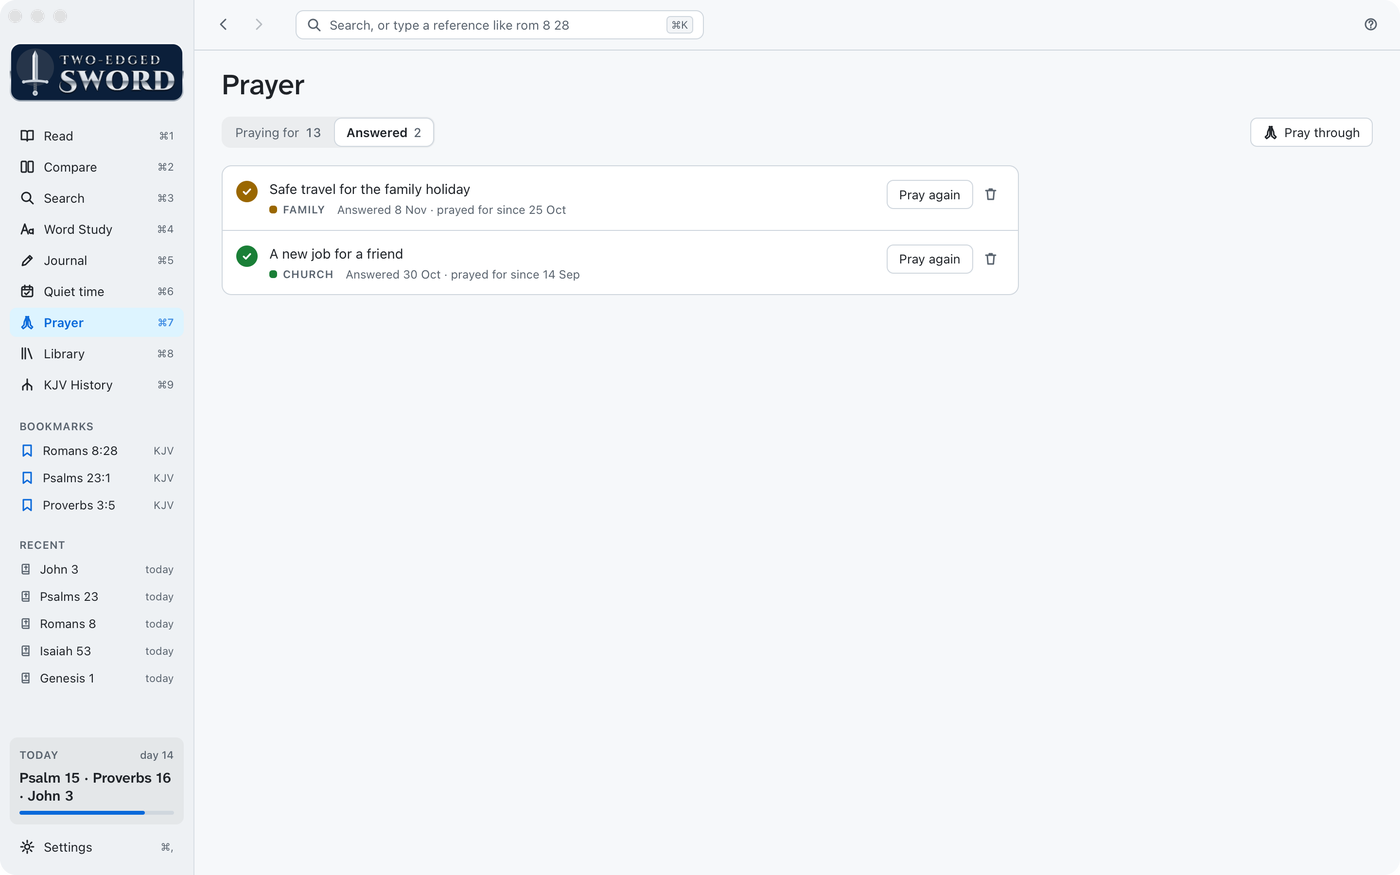 TWO-EDGED
SWORD
Read ⌘1
Compare ⌘2
Search ⌘3
Word Study ⌘4
Journal ⌘5
Quiet time ⌘6
Prayer ⌘7
Library ⌘8
KJV History ⌘9
BOOKMARKS
Romans 8:28 KJV
Psalms 23:1 KJV
Proverbs 3:5 KJV
RECENT
John 3 today
Psalms 23 today
Romans 8 today
Isaiah 53 today
Genesis 1 today
TODAY day 14
Psalm 15 · Proverbs 16
· John 3
Settings ⌘,
Search, or type a reference like rom 8 28 ⌘K
Prayer
Praying for 13 Answered 2 Pray through
Safe travel for the family holiday
FAMILY Answered 8 Nov · prayed for since 25 Oct
Pray again
A new job for a friend
CHURCH Answered 30 Oct · prayed for since 14 Sep
Pray again